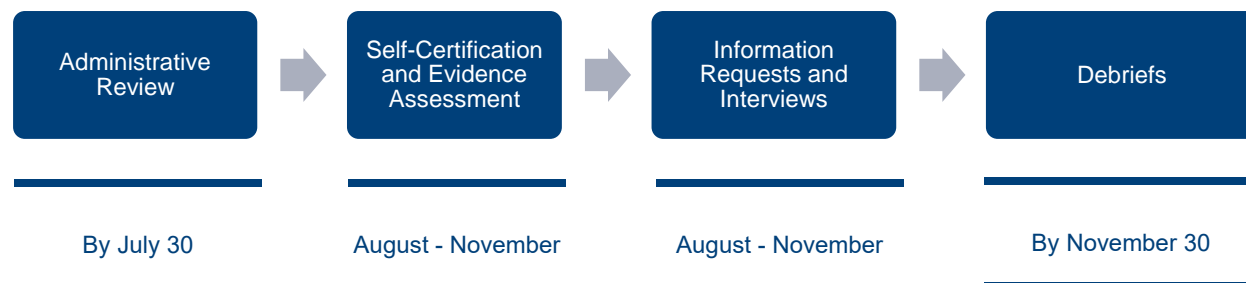 Administrative
Review
Self-Certification
and Evidence
Assessment
Information
Requests and
Interviews
Debriefs
By July 30
August - November
August - November
By November 30